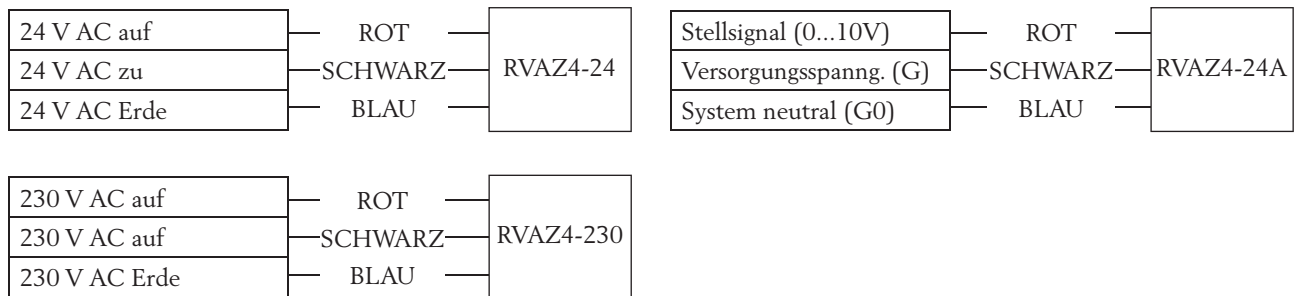 24 V AC auf
ROT
24 V AC zu
SCHWARZ
RVAZ4-24
24 V AC Erde
BLAU
Stellsignal (0...10V)
ROT
Versorgungsspanng. (G)
SCHWARZ
RVAZ4-24A
System neutral (G0)
BLAU
230 V AC auf
ROT
230 V AC auf
SCHWARZ
RVAZ4-230
230 V AC Erde
BLAU